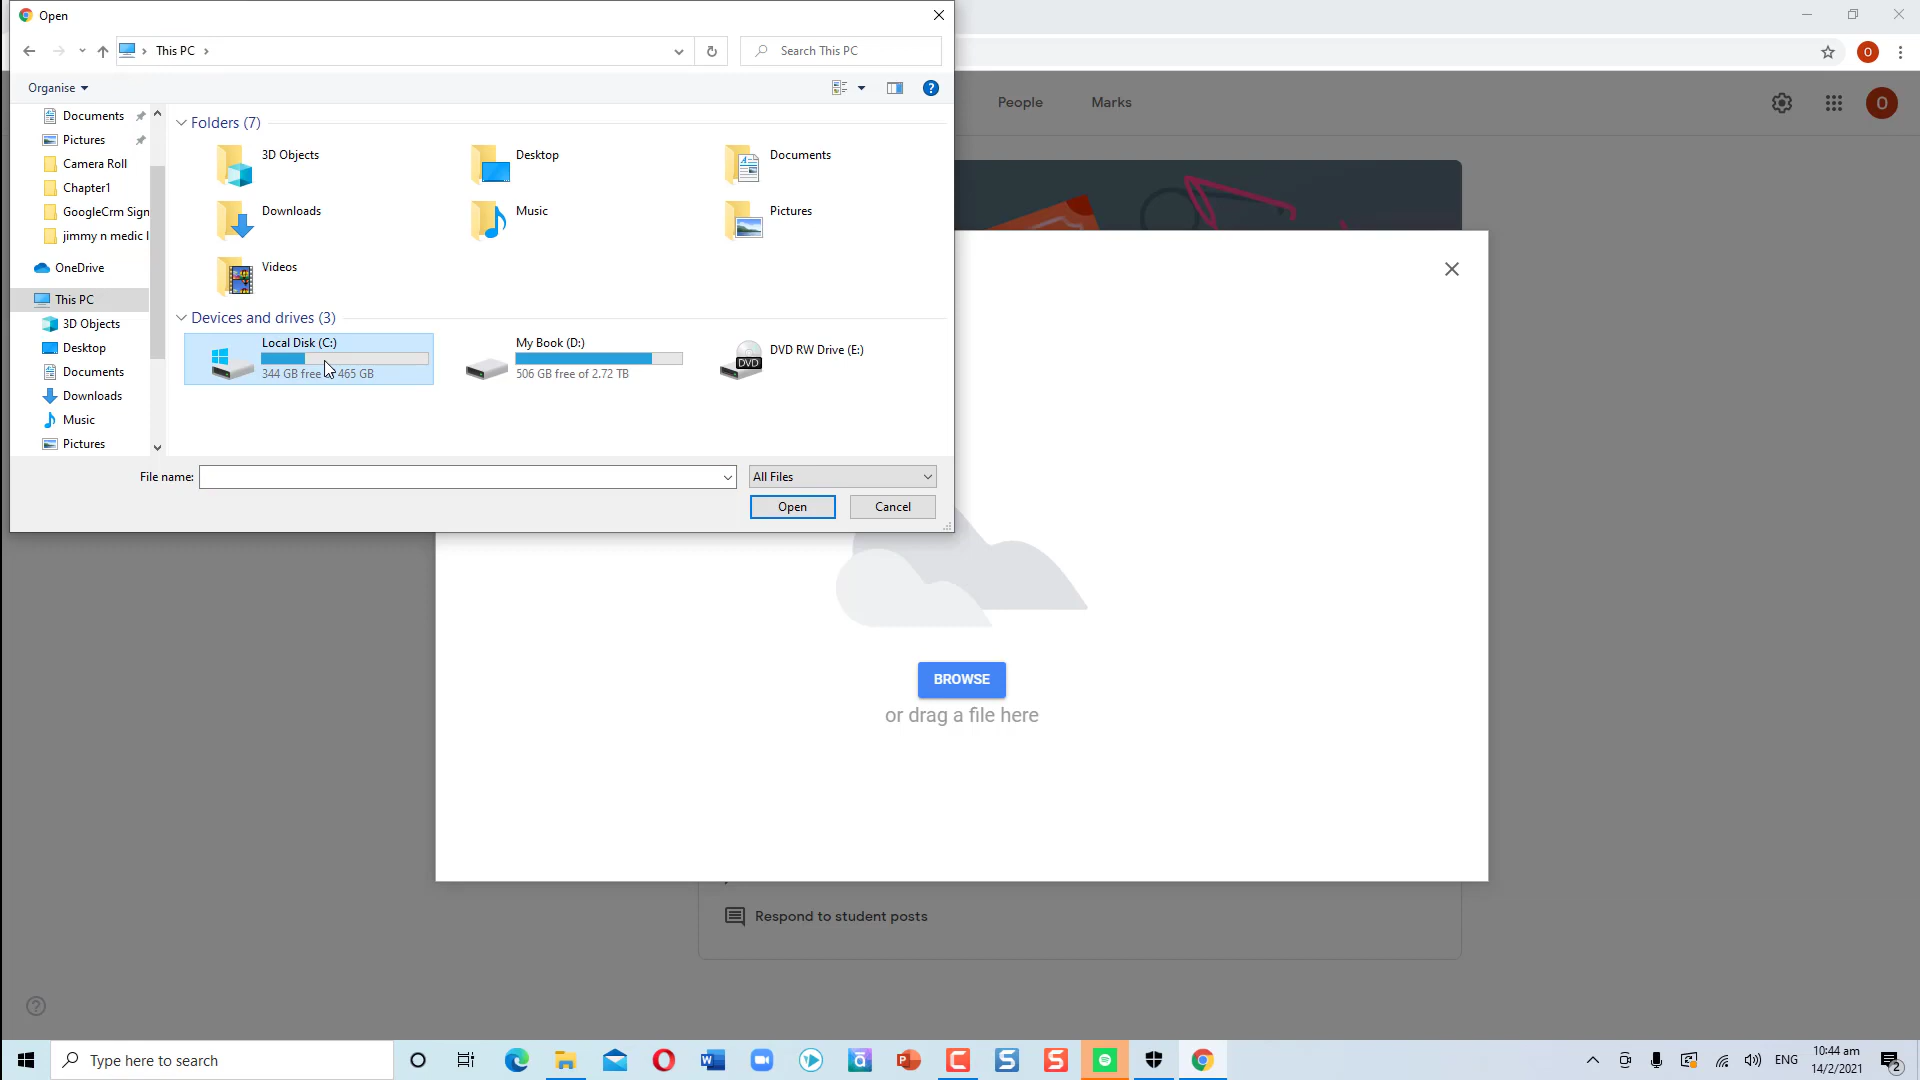 Open
This PC
Search This PC
Organise
Documents
Pictures
Camera Roll
Chapter1
GoogleCrm Sign
jimmy n medic l
OneDrive
This PC
3D Objects
Desktop
Documents
Downloads
Music
Pictures
Folders (7)
3D Objects
Desktop
Documents
Downloads
Music
Pictures
Videos
Devices and drives (3)
Local Disk (C:)
344 GB free 465 GB
My Book (D:)
506 GB free of 2.72 TB
DVD
DVD RW Drive (E:)
File name:
All Files
Open
Cancel
O
People
Marks
O
BROWSE
or drag a file here
Respond to student posts
Type here to search
ENG
10:44 am
14/2/2021
2